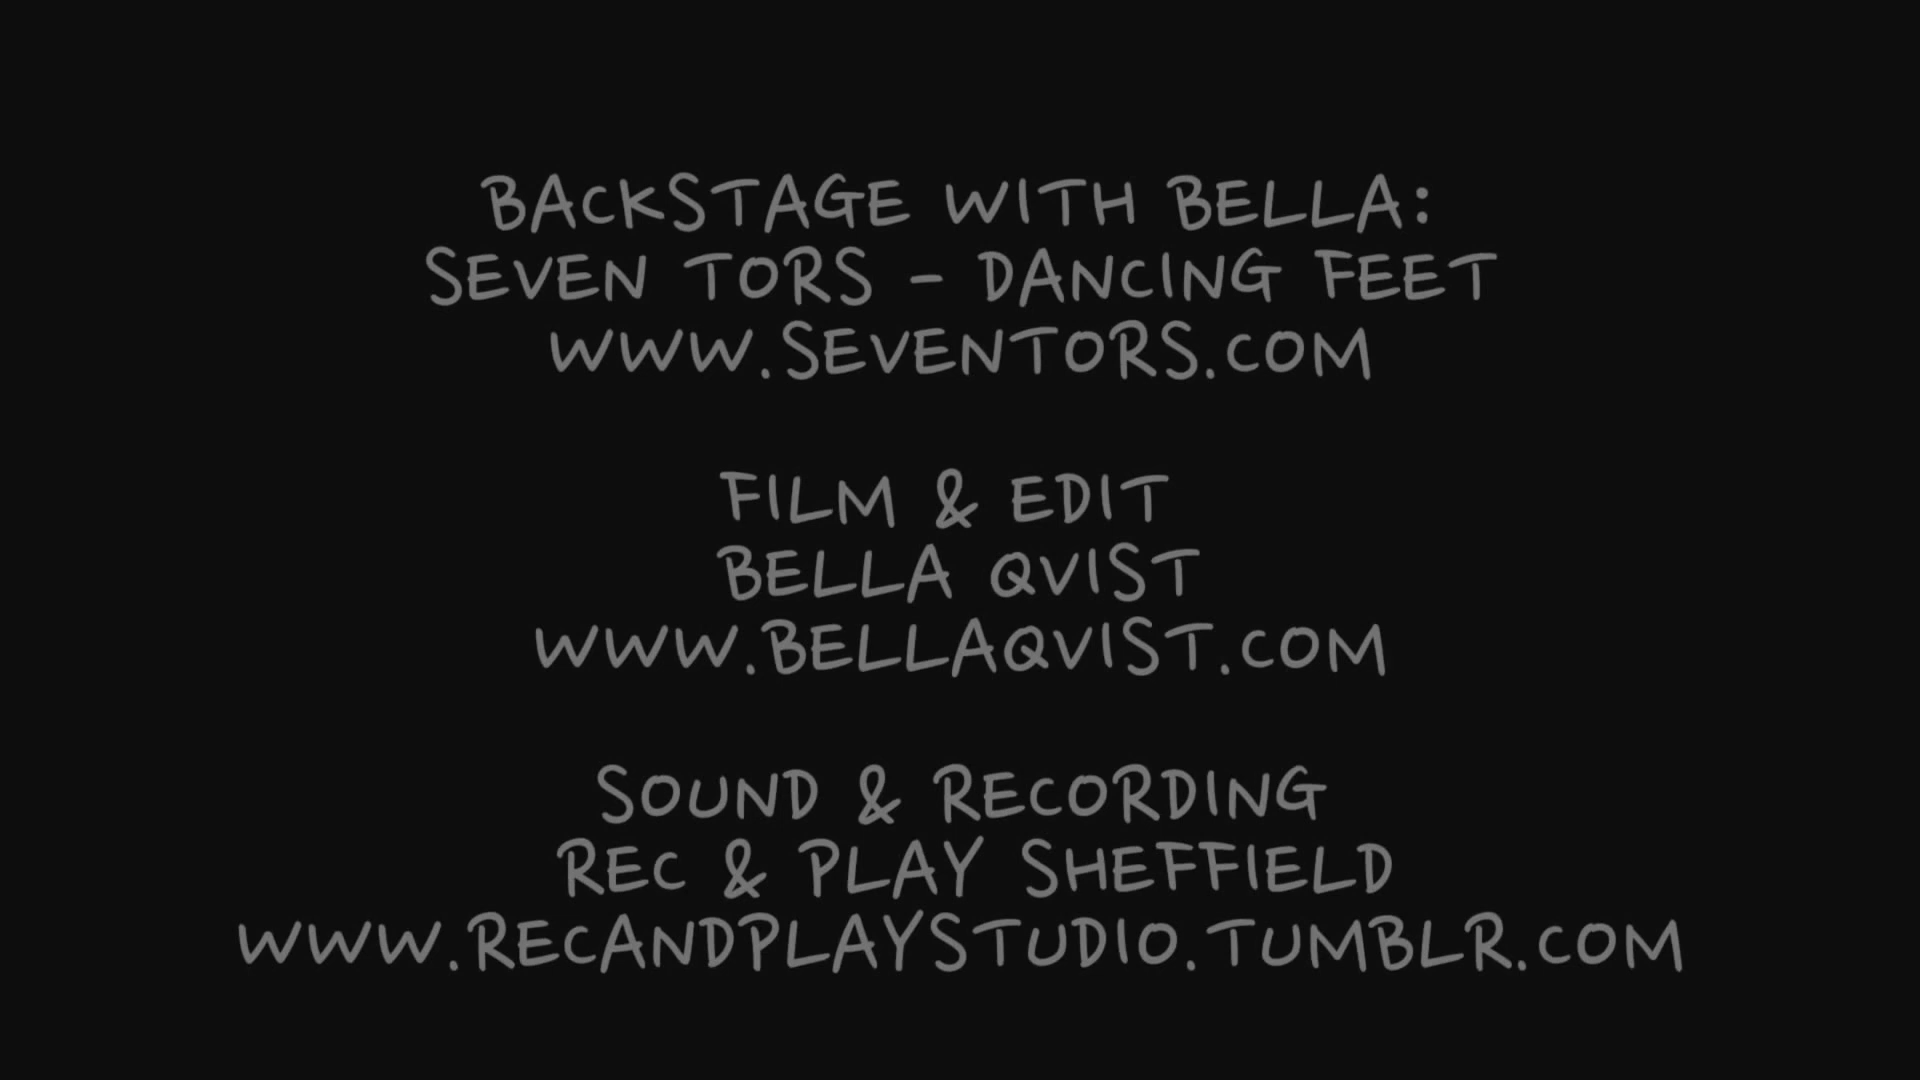 BACKSTAGE WITH BELLA:
SEVEN TORS - DANCING FEET
WWW.SEVENTORS.COM
FILM & EDIT
BELLA QVIST
WWW.BELLAQVIST.COM
SOUND & RECORDING
REC & PLAY SHEFFIELD
WWW.RECANDPLAYSTUDIO.TUMBLR.COM